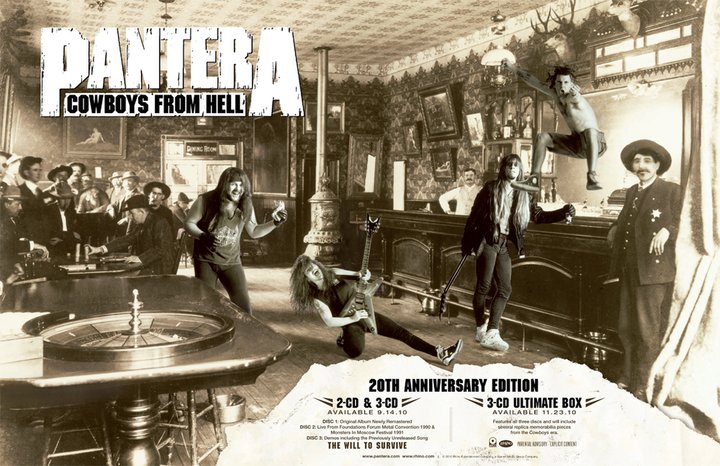 PANTERA
COWBOYS FROM HELL
DINING ROOM
20TH ANNIVERSARY EDITION
2-CD & 3-CD
AVAILABLE 9.14.10
DISC 1: Original Album Newly Remastered
DISC 2: Live From Foundations Forum Metal Convention 1990 &
Monsters In Moscow Festival 1991
DISC 3: Demos including the Previously Unreleased Song
THE WILL TO SURVIVE
3-CD ULTIMATE BOX
AVAILABLE 11.23.10
Features all three discs and will include
special replica memorabilia pieces
from the Cowboys era.
PARENTAL ADVISORY EXPLICIT CONTENT
www.pantera.com www.rhino.com